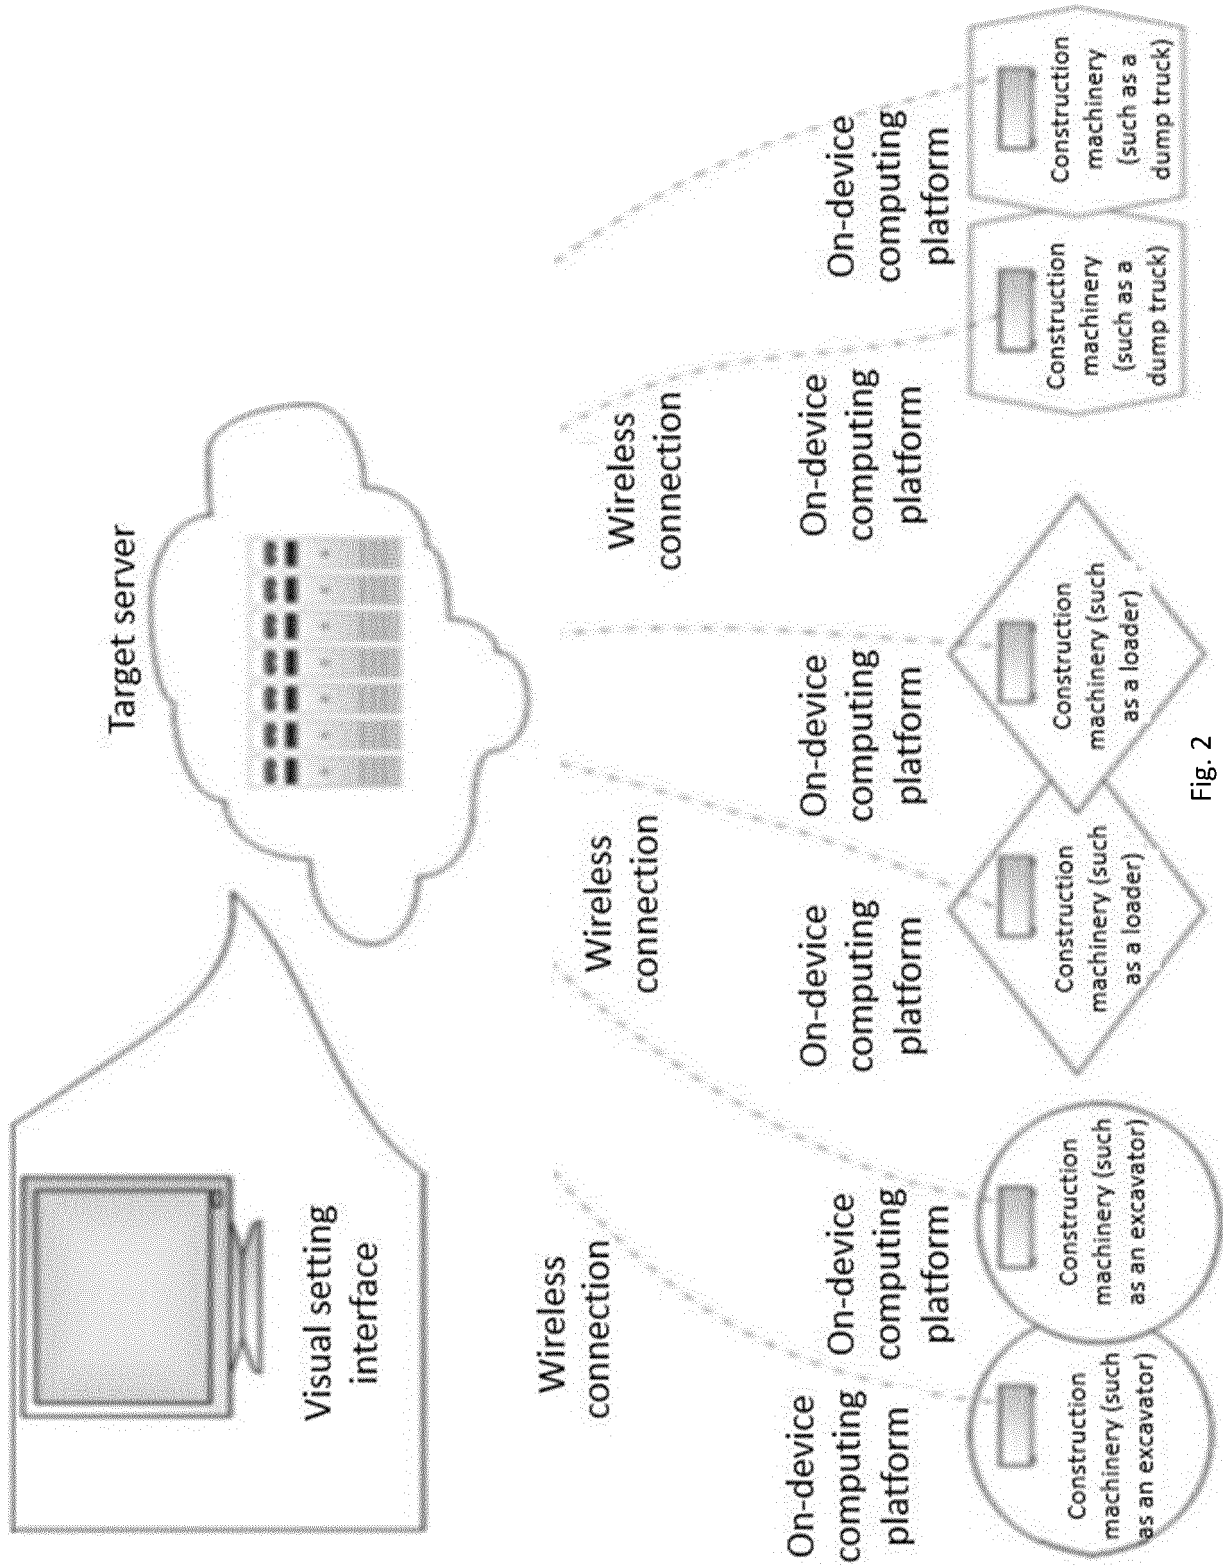 Target server
Visual setting
interface
Wireless
connection
Wireless
connection
Wireless
connection
On-device
computing
platform
On-device
computing
platform
On-device
computing
platform
On-device
computing
platform
On-device
computing
platform
On-device
computing
platform
Construction
machinery (such
as an excavator)
Construction
machinery (such
as an excavator)
Construction
machinery (such
as a loader)
Construction
machinery (such
as a loader)
Construction
machinery
(such as a
dump truck)
Construction
machinery
(such as a
dump truck)
Fig. 2